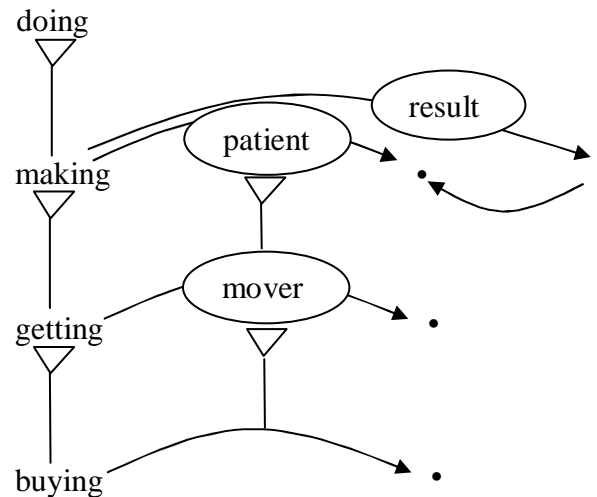 doing
result
patient
making
mover
getting
buying